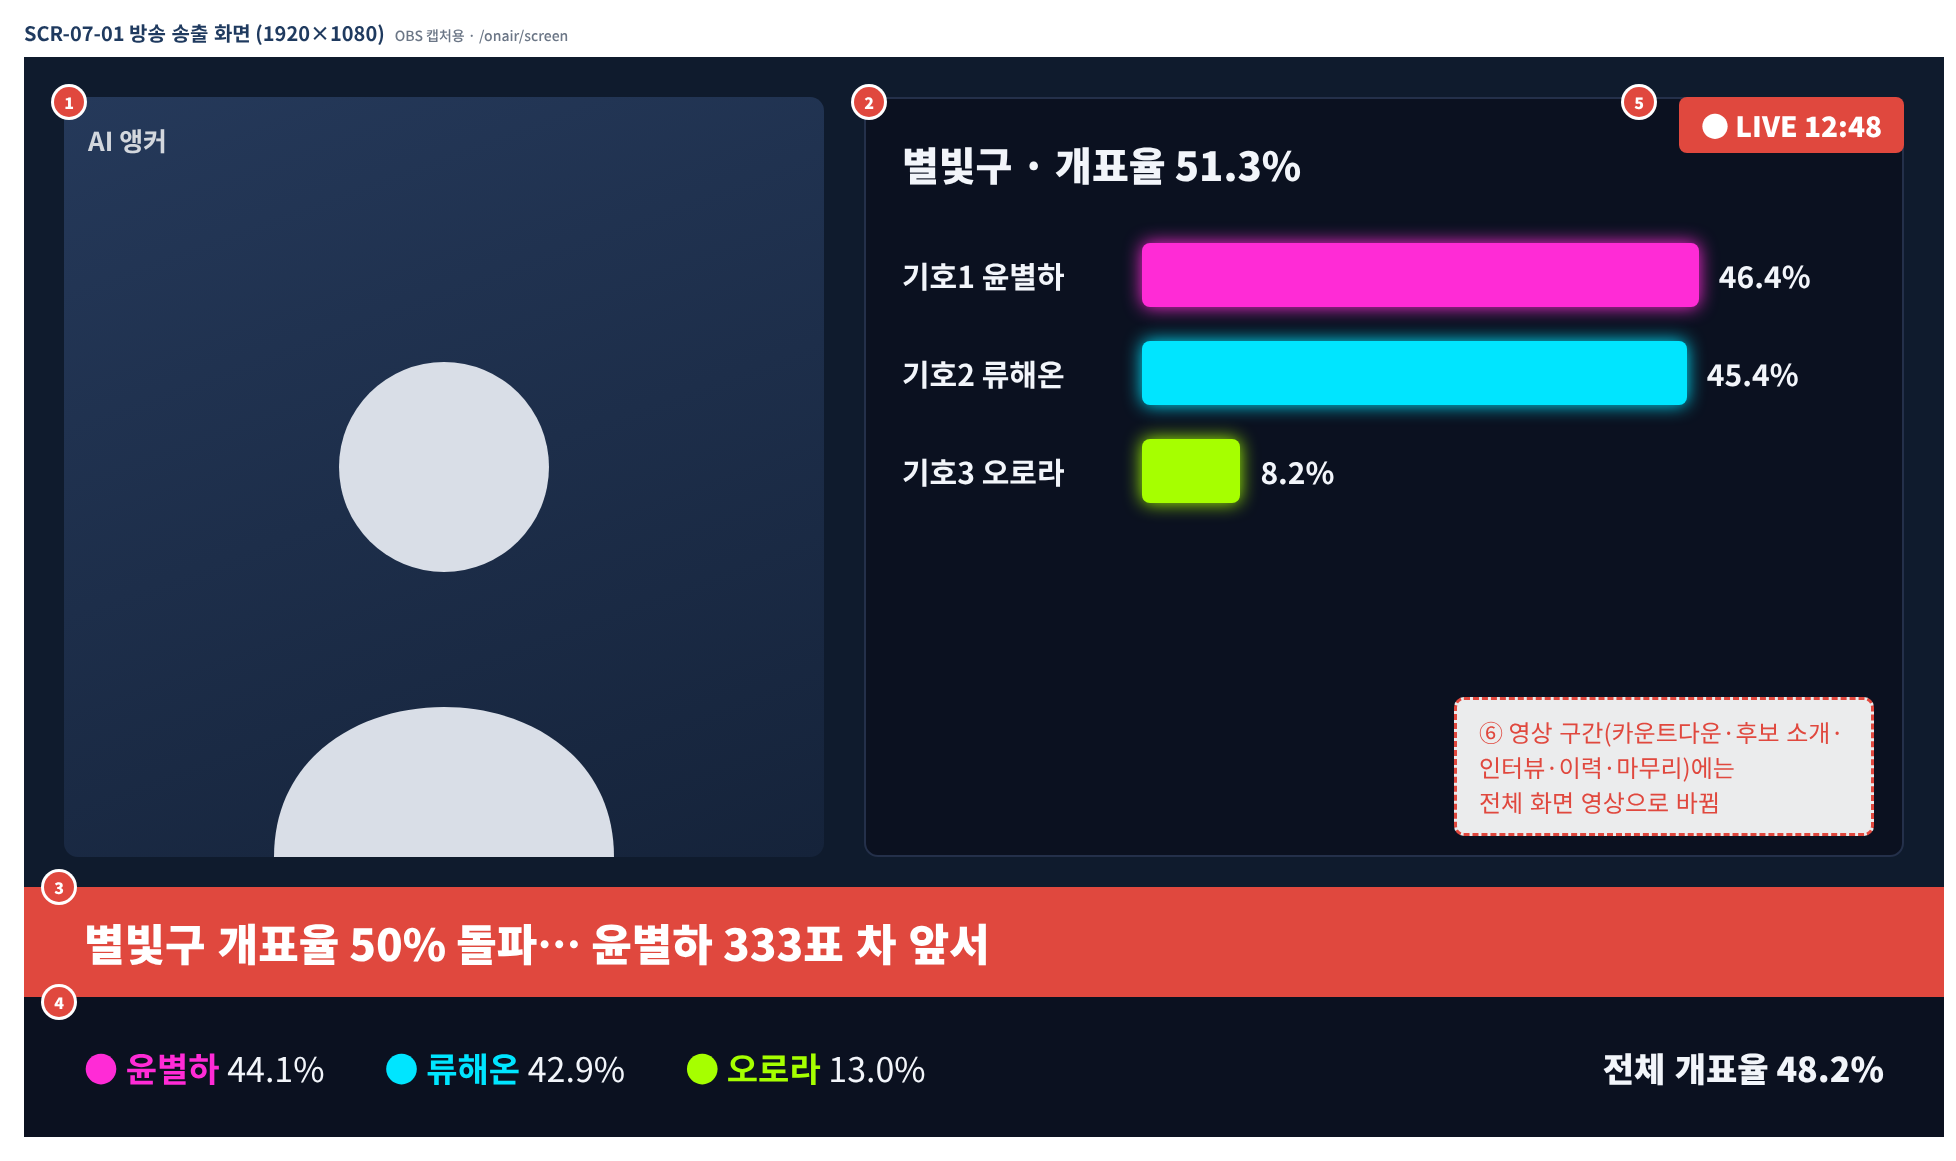 SCR-07-01 방송 송출 화면 (1920×1080) OBS 캡처용 · /onair/screen
1
AI 앵커
2
5
● LIVE 12:48
별빛구 · 개표율 51.3%
기호1 윤별하 46.4%
기호2 류해온 45.4%
기호3 오로라 8.2%
⑥ 영상 구간(카운트다운·후보 소개·
인터뷰·이력·마무리)에는
전체 화면 영상으로 바뀜
3
별빛구 개표율 50% 돌파… 윤별하 333표 차 앞서
4
● 윤별하 44.1% ● 류해온 42.9% ● 오로라 13.0% 전체 개표율 48.2%